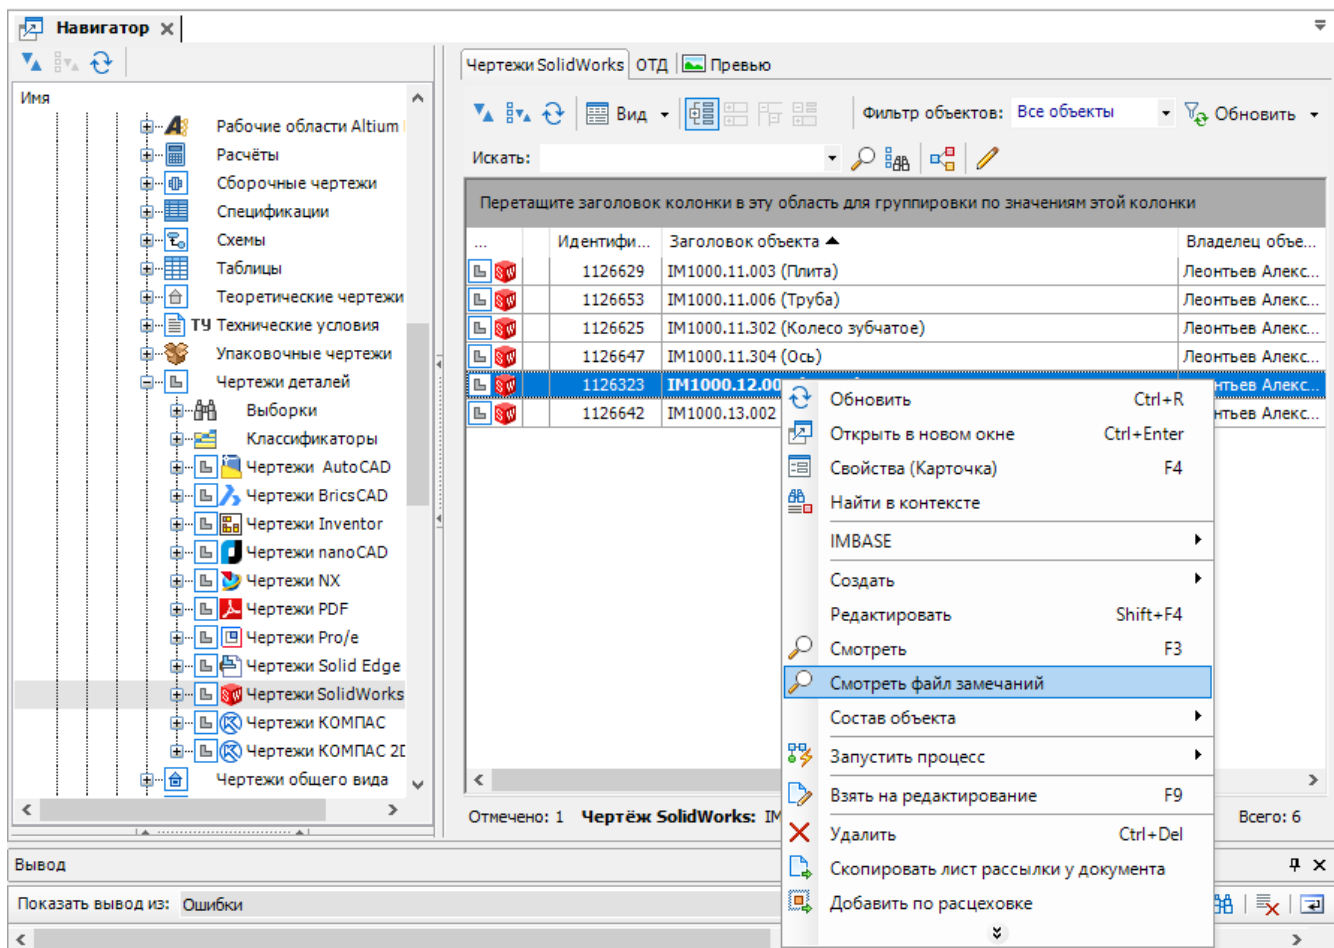 Навигатор
Имя
Рабочие области Altium
Расчёты
Сборочные чертежи
Спецификации
Схемы
Таблицы
Теоретические чертежи
ТУ Технические условия
Упаковочные чертежи
Чертежи деталей
Выборки
Классификаторы
Чертежи AutoCAD
Чертежи BricsCAD
Чертежи Inventor
Чертежи nanoCAD
Чертежи NX
Чертежи PDF
Чертежи Pro/e
Чертежи Solid Edge
Чертежи SolidWorks
Чертежи КОМПАС
Чертежи КОМПАС 2D
Чертежи общего вида
Чертежи SolidWorks ОТД Превью
Вид Фильтр объектов: Все объекты Обновить
Искать:
Перетащите заголовок колонки в эту область для группировки по значениям этой колонки
... Идентифи... Заголовок объекта Владелец объе...
1126629 IM1000.11.003 (Плита) Леонтьев Алекс...
1126653 IM1000.11.006 (Труба) Леонтьев Алекс...
1126625 IM1000.11.302 (Колесо зубчатое) Леонтьев Алекс...
1126647 IM1000.11.304 (Ось) Леонтьев Алекс...
1126323 IM1000.12.00 нтьев Алекс...
1126642 IM1000.13.002 нтьев Алекс...
Обновить Ctrl+R
Открыть в новом окне Ctrl+Enter
Свойства (Карточка) F4
Найти в контексте
IMBASE
Создать
Редактировать Shift+F4
Смотреть F3
Смотреть файл замечаний
Состав объекта
Запустить процесс
Взять на редактирование F9
Удалить Ctrl+Del
Скопировать лист рассылки у документа
Добавить по расцеховке
Отмечено: 1 Чертёж SolidWorks: IM Всего: 6
Вывод
Показать вывод из: Ошибки